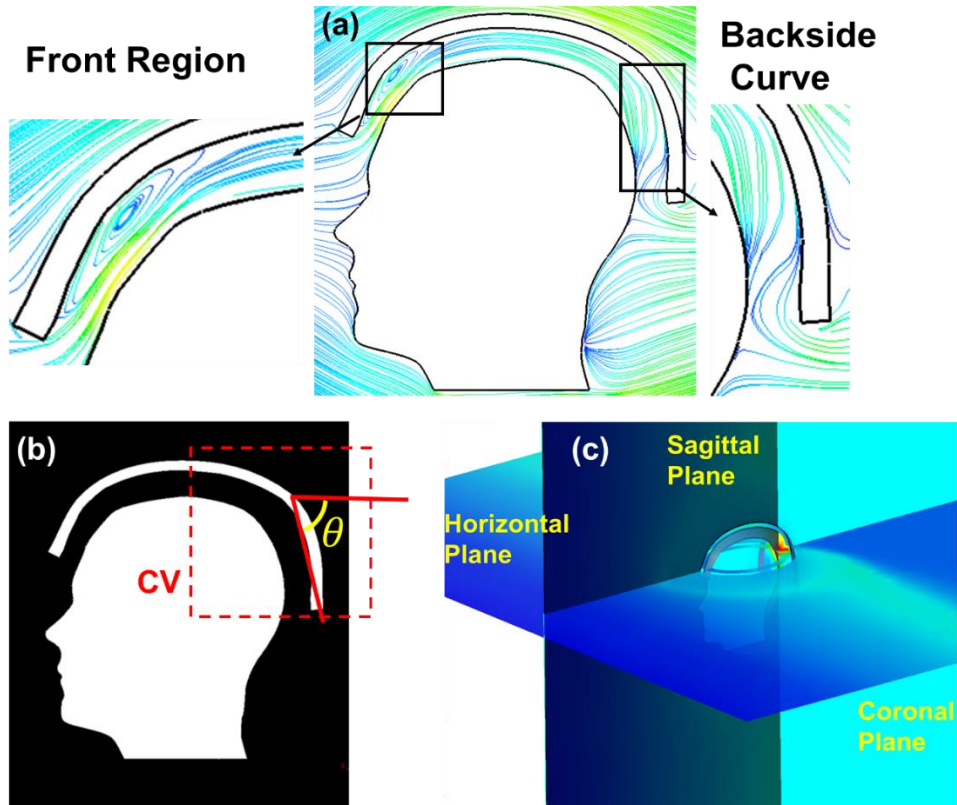 Front Region
(a)
Backside
Curve
(b)
θ
CV
(c)
Sagittal
Plane
Horizontal
Plane
Coronal
Plane